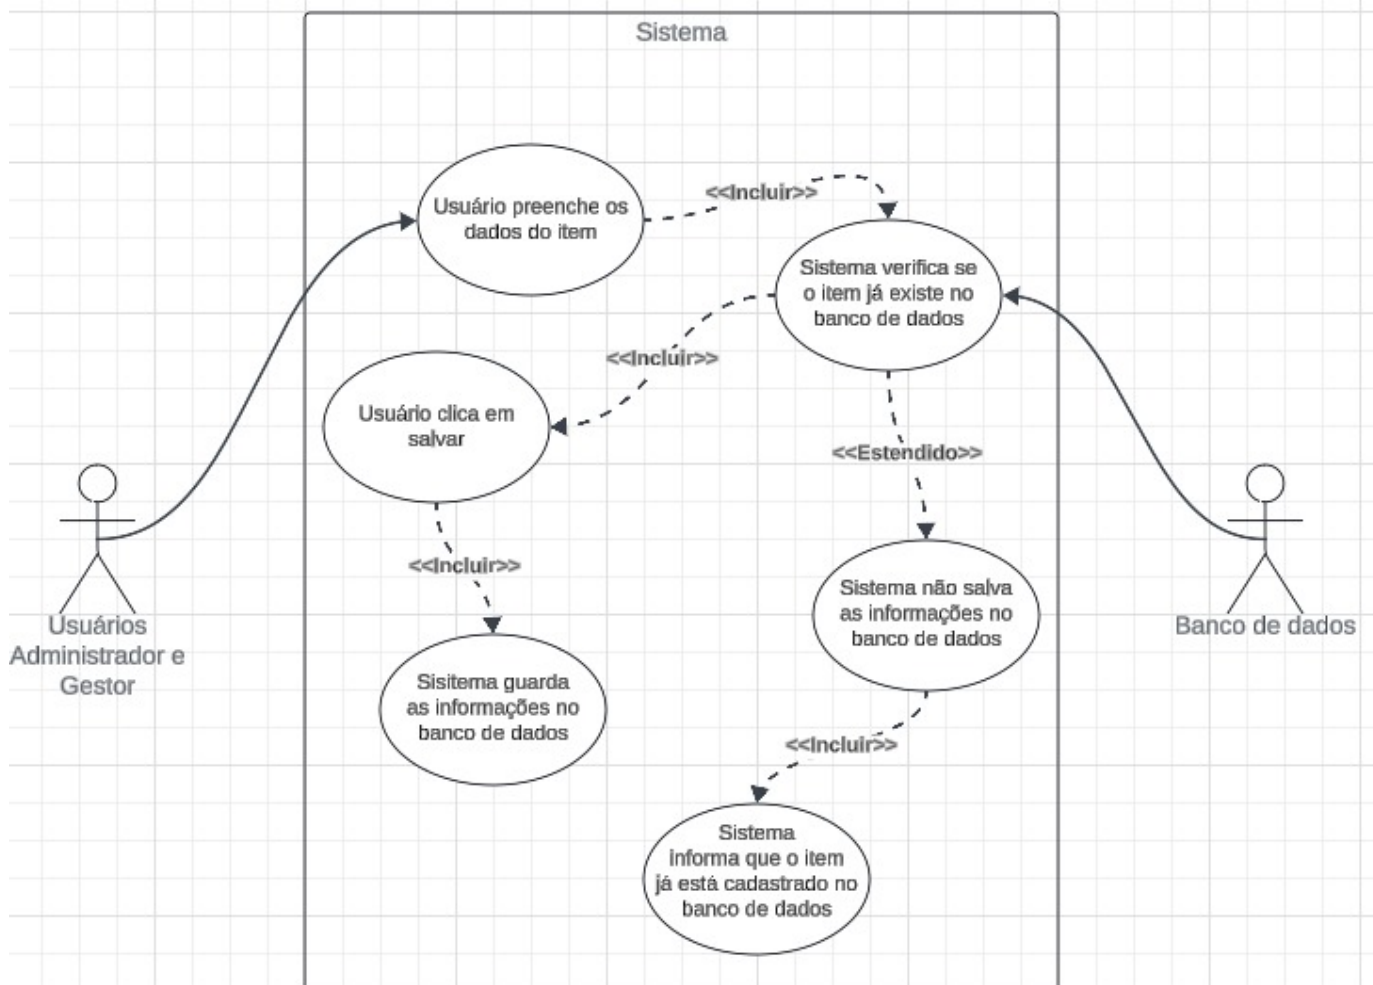 Sistema
Usuário preenche os
dados do item
<<Incluir>>
Sistema verifica se
o item já existe no
banco de dados
<<Incluir>>
Usuário clica em
salvar
<<Estendido>>
<<Incluir>>
Sistema não salva
as informações no
banco de dados
Usuários
Administrador e
Gestor
Banco de dados
Sisitema guarda
as informações no
banco de dados
<<Incluir>>
Sistema
informa que o item
já está cadastrado no
banco de dados